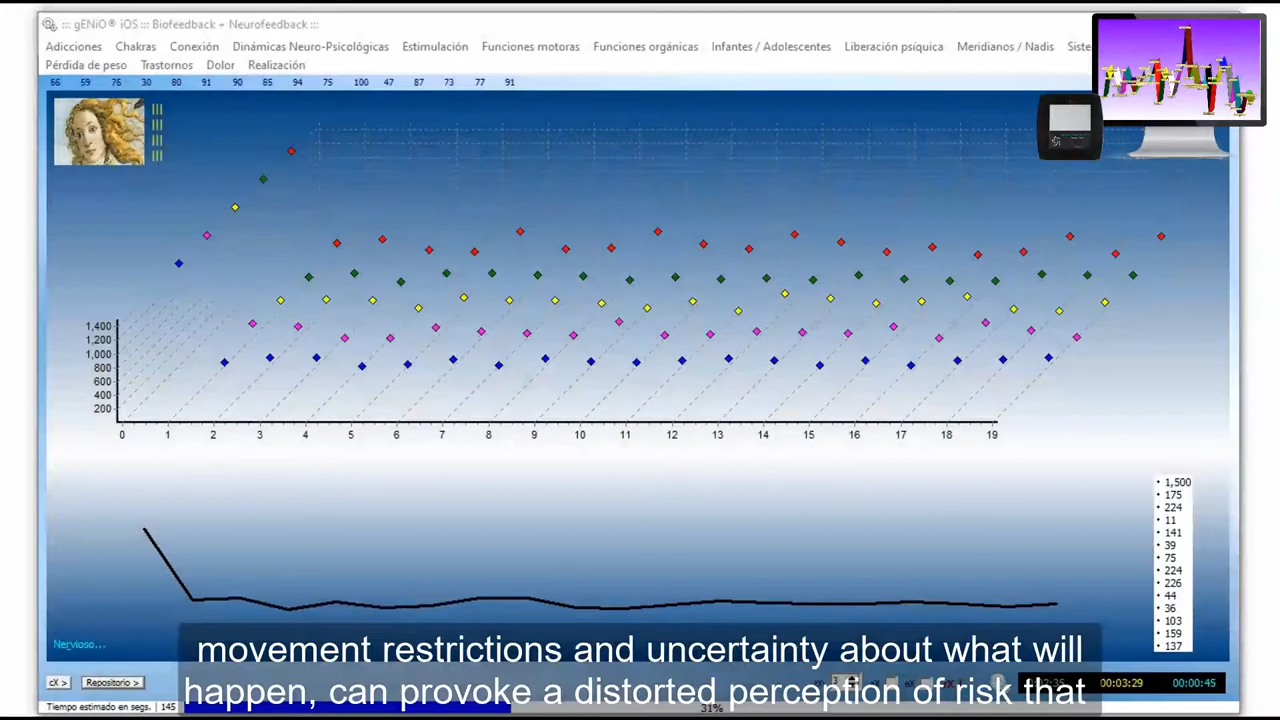 ::: gENiO® iOS ::: Biofeedback + Neurofeedback :::
Adicciones Chakras Conexión Dinámicas Neuro-Psicológicas Estimulación Funciones motoras Funciones orgánicas Infantes / Adolescentes Liberación psíquica Meridianos / Nadis Siste
Pérdida de peso Trastornos Dolor Realización
66 59 76 30 80 91 94 75 100 47 87 73 77 91
1,400
1,200
1,000
800
600
400
200
0 1 2 3 4 5 6 7 8 9 10 11 12 13 14 15 16 17 18 19
1,500
175
224
11
141
39
75
224
226
44
36
103
159
137
Nervioso...
movement restrictions and uncertainty about what will
happen, can provoke a distorted perception of risk that
cX > Repositorio > 00:03:29 00:00:45
Tiempo estimado en segs. | 145 31%